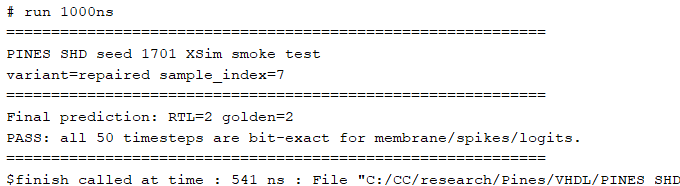 # run 1000ns
============================================================
PINES SHD seed 1701 XSim smoke test
variant=repaired sample_index=7
============================================================
Final prediction: RTL=2 golden=2
PASS: all 50 timesteps are bit-exact for membrane/spikes/logits.
============================================================
$finish called at time : 541 ns : File "C:/CC/research/Pines/VHDL/PINES SHD